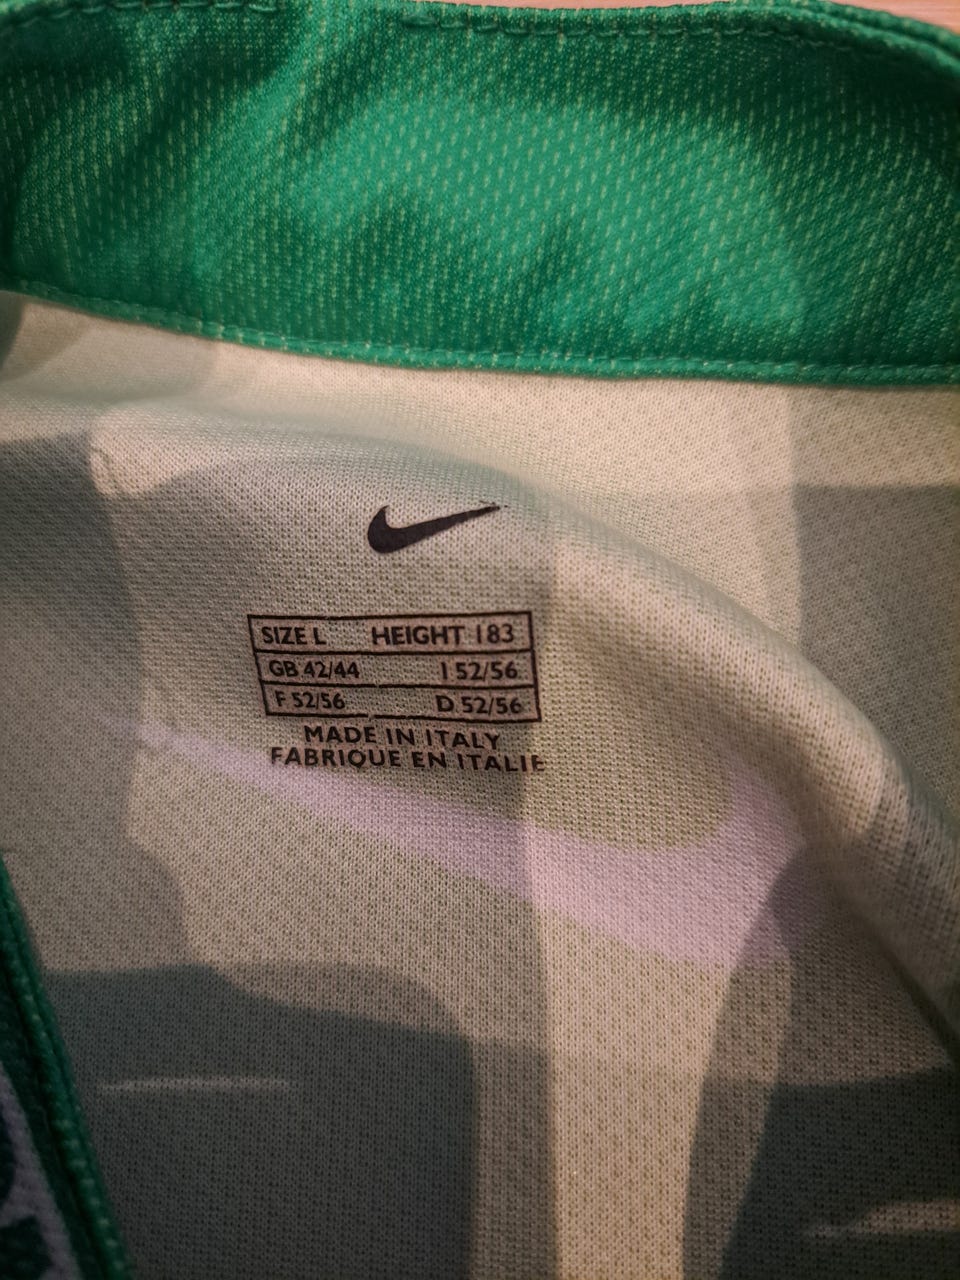 SIZE L HEIGHT 183
GB 42/44 I 52/56
F 52/56 D 52/56
MADE IN ITALY
FABRIQUE EN ITALIE